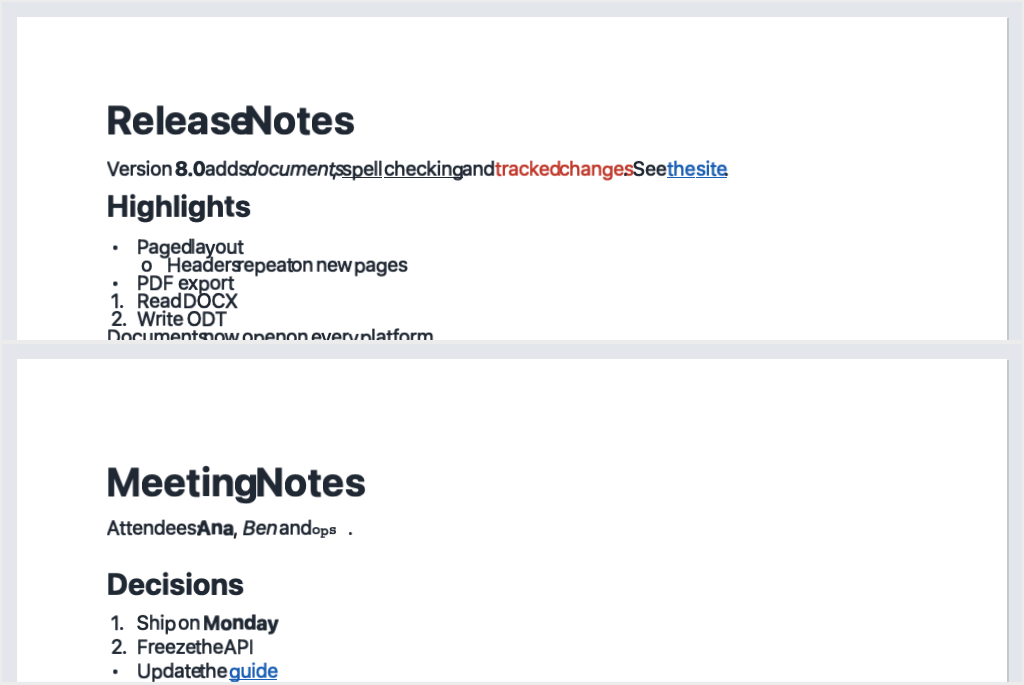 Release Notes
Version 8.0 adds documents, spell checking and tracked changes. See the site.
Highlights
• Paged layout
o Headers repeat on new pages
• PDF export
1. Read DOCX
2. Write ODT
Documents now open on every platform
Meeting Notes
Attendees: Ana, Ben and ops .
Decisions
1. Ship on Monday
2. Freeze the API
• Update the guide